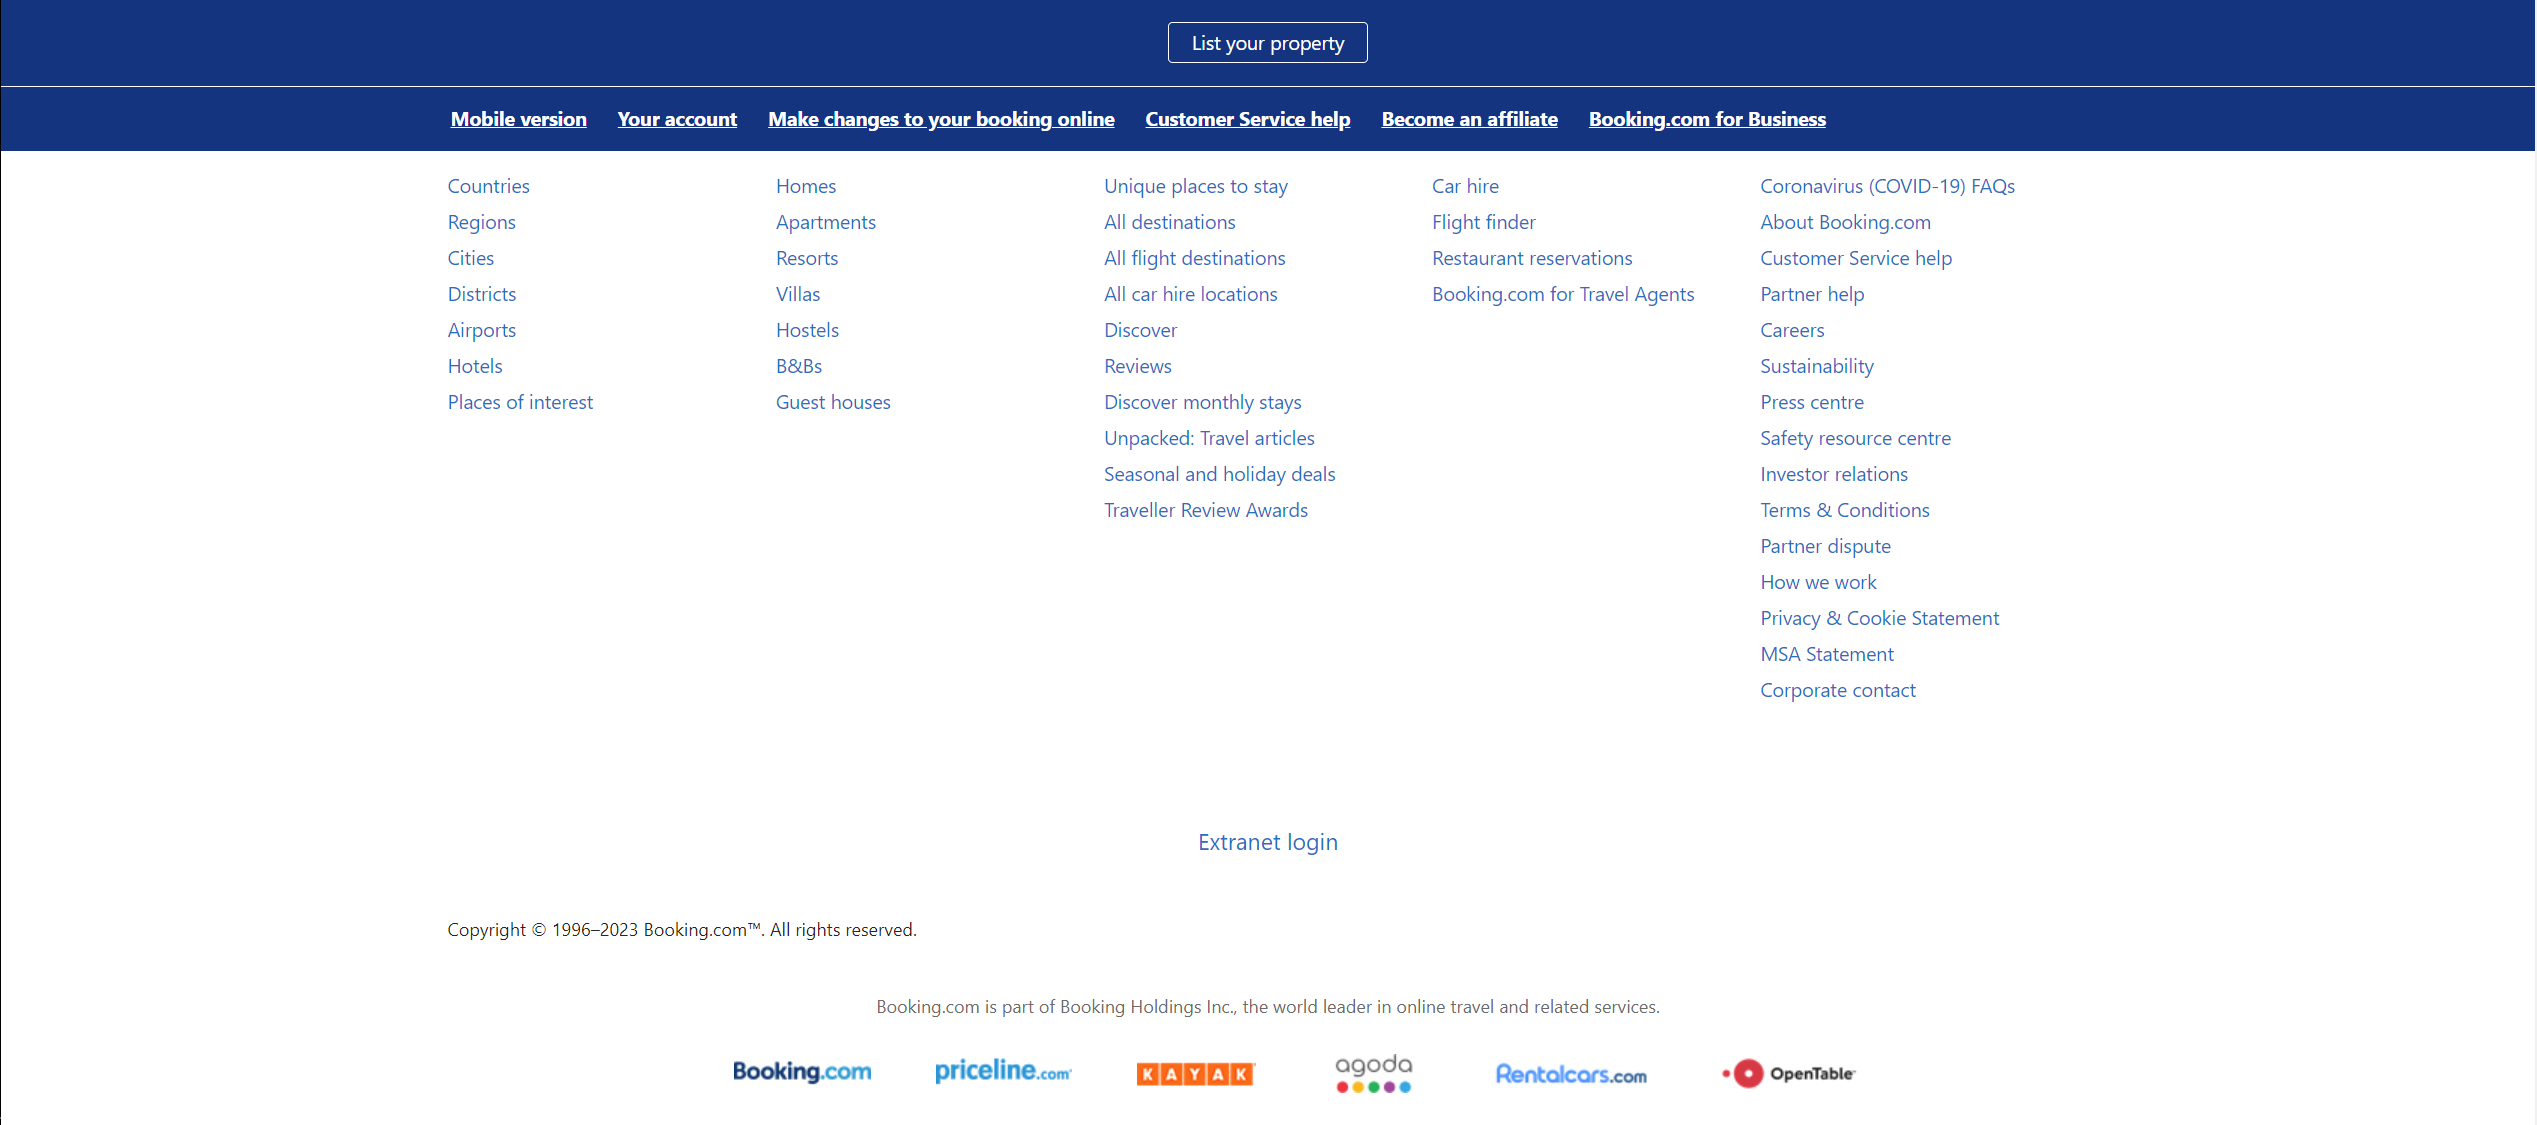 List your property
Mobile version Your account Make changes to your booking online Customer Service help Become an affiliate Booking.com for Business
Countries
Regions
Cities
Districts
Airports
Hotels
Places of interest
Homes
Apartments
Resorts
Villas
Hostels
B&Bs
Guest houses
Unique places to stay
All destinations
All flight destinations
All car hire locations
Discover
Reviews
Discover monthly stays
Unpacked: Travel articles
Seasonal and holiday deals
Traveller Review Awards
Car hire
Flight finder
Restaurant reservations
Booking.com for Travel Agents
Coronavirus (COVID-19) FAQs
About Booking.com
Customer Service help
Partner help
Careers
Sustainability
Press centre
Safety resource centre
Investor relations
Terms & Conditions
Partner dispute
How we work
Privacy & Cookie Statement
MSA Statement
Corporate contact
Extranet login
Copyright © 1996–2023 Booking.com™. All rights reserved.
Booking.com is part of Booking Holdings Inc., the world leader in online travel and related services.
Booking.com priceline.com KAYAK agoda Rentalcars.com OpenTable